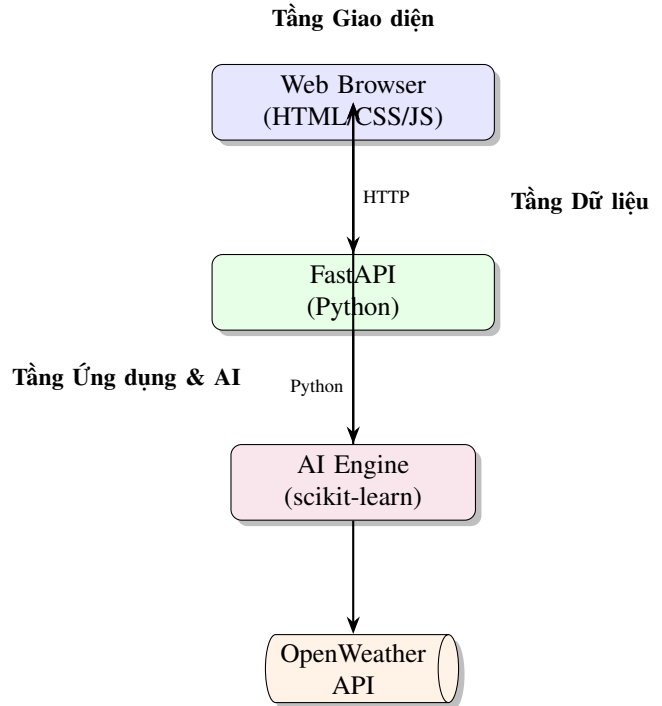 Tầng Giao diện
Web Browser
(HTML/CSS/JS)
HTTP
Tầng Dữ liệu
FastAPI
(Python)
Tầng Ứng dụng & AI
Python
AI Engine
(scikit-learn)
OpenWeather
API